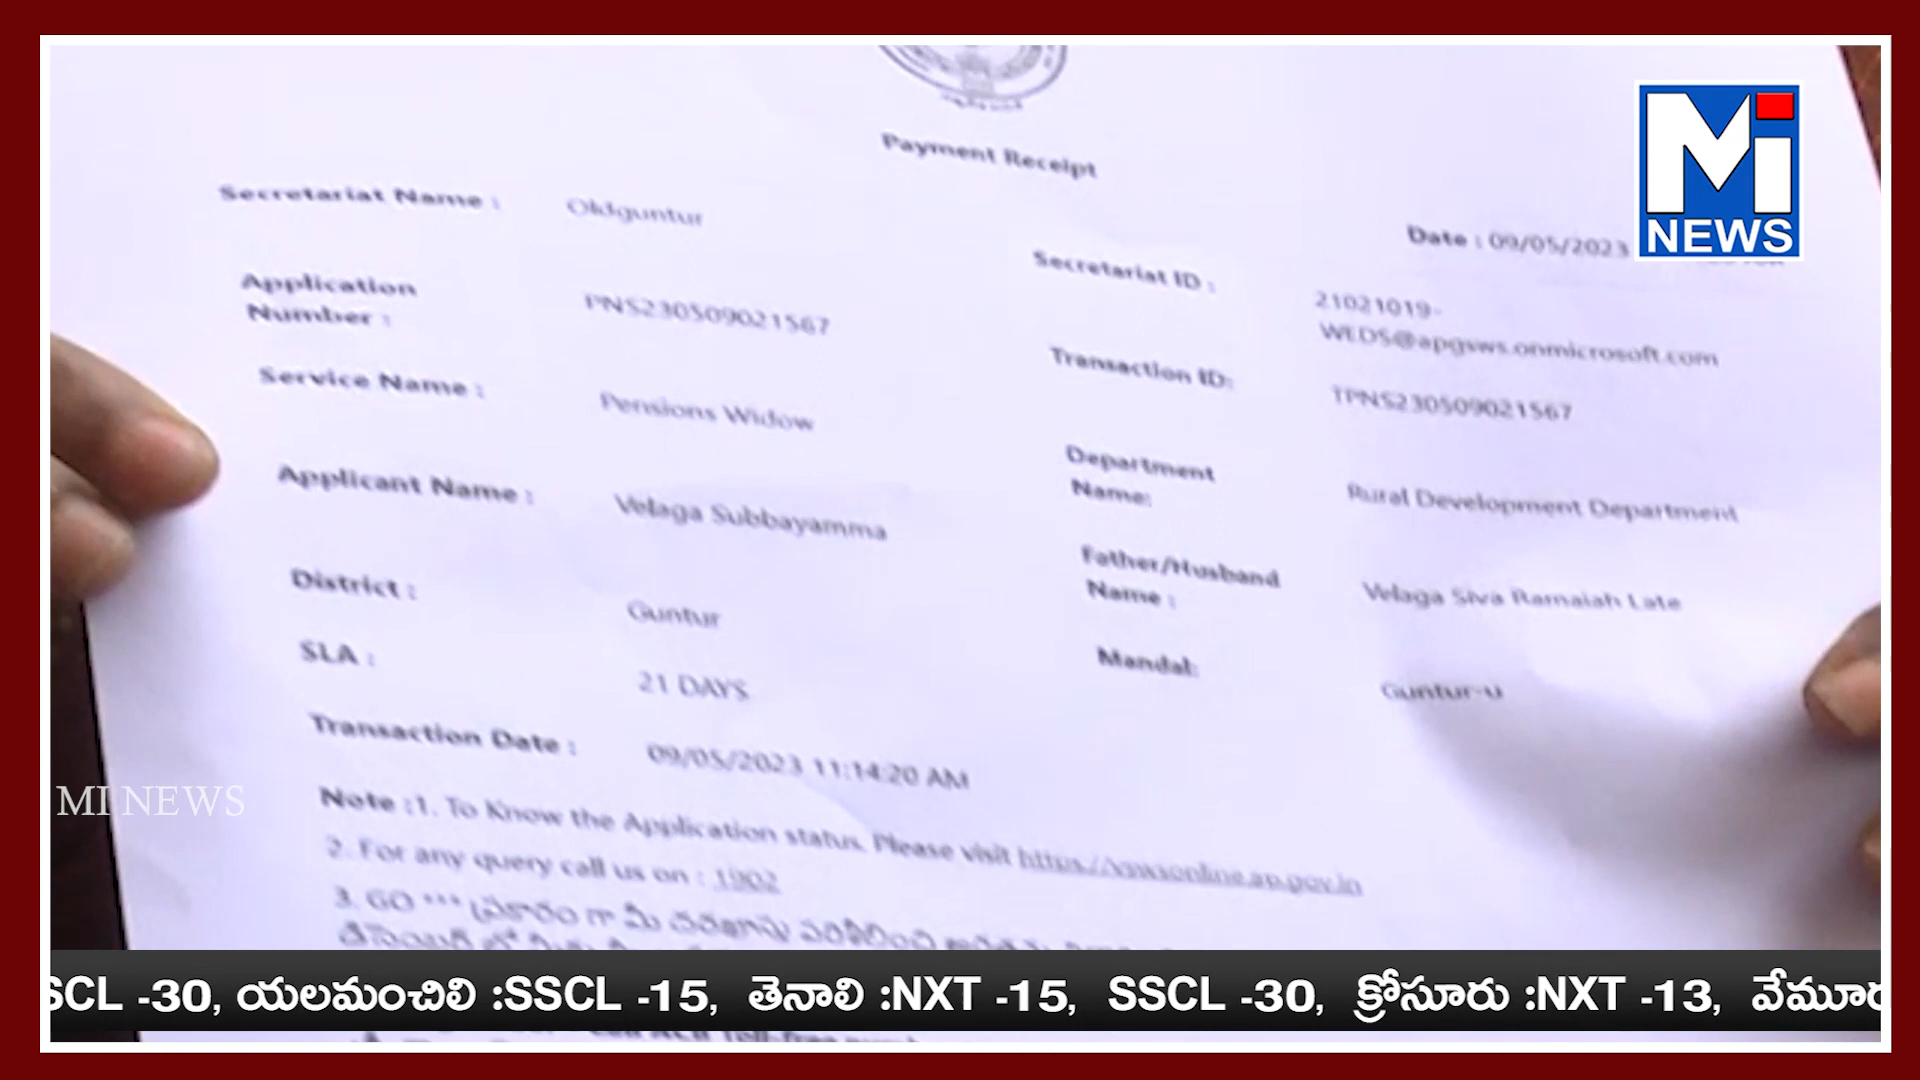 Payment Receipt
Date : 09/05/2023
Secretariat Name : Oldguntur
Secretariat ID : 21021019-
WEDS@apgsws.onmicrosoft.com
Application
Number : PNS230509021567
Transaction ID: TPNS230509021567
Service Name : Pensions Widow
Department
Name: Rural Development Department
Applicant Name : Velaga Subbayamma
Father/Husband
Name : Velaga Siva Ramaiah Late
District : Guntur
Mandal: Guntur-u
SLA : 21 DAYS
Transaction Date : 09/05/2023 11:14:20 AM
Note :1. To Know the Application status, Please visit
2. For any query call us on : 1902
3. GO *** ప్రకారం గా మీ దరఖాస్తు పరిశీలించి
Mi
NEWS
MI NEWS
SCL -30, యలమంచిలి :SSCL -15, తెనాలి :NXT -15, SSCL -30, క్రోసూరు :NXT -13,